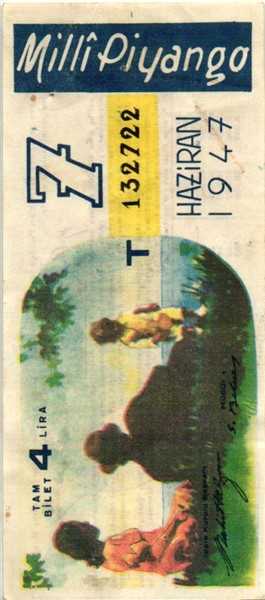 Millî Piyango
7
132722
T
HAZİRAN
1947
TAM
BİLET
4 LİRA